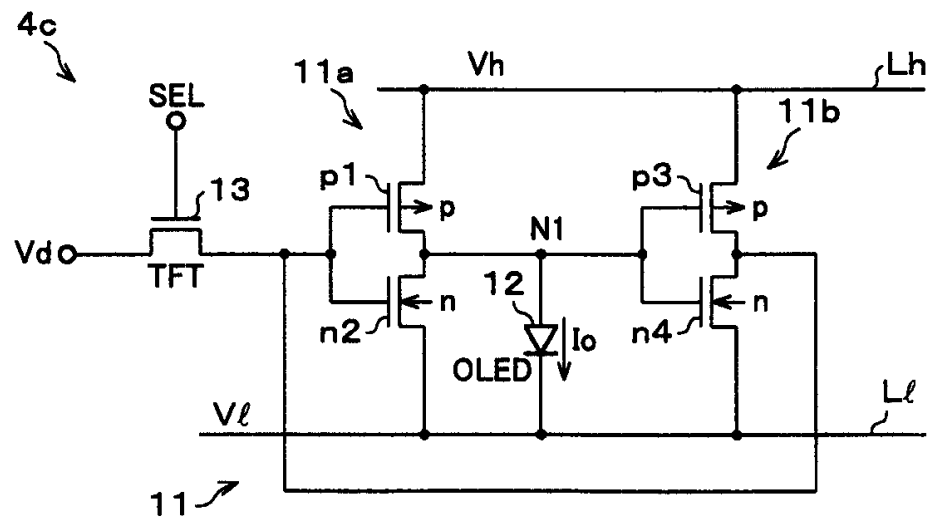 4c
Vh
Lh
11a
SEL
11b
13
p1
p
p3
p
Vd
TFT
N1
12
n
n
n2
OLED
Io
n4
Vℓ
Lℓ
11